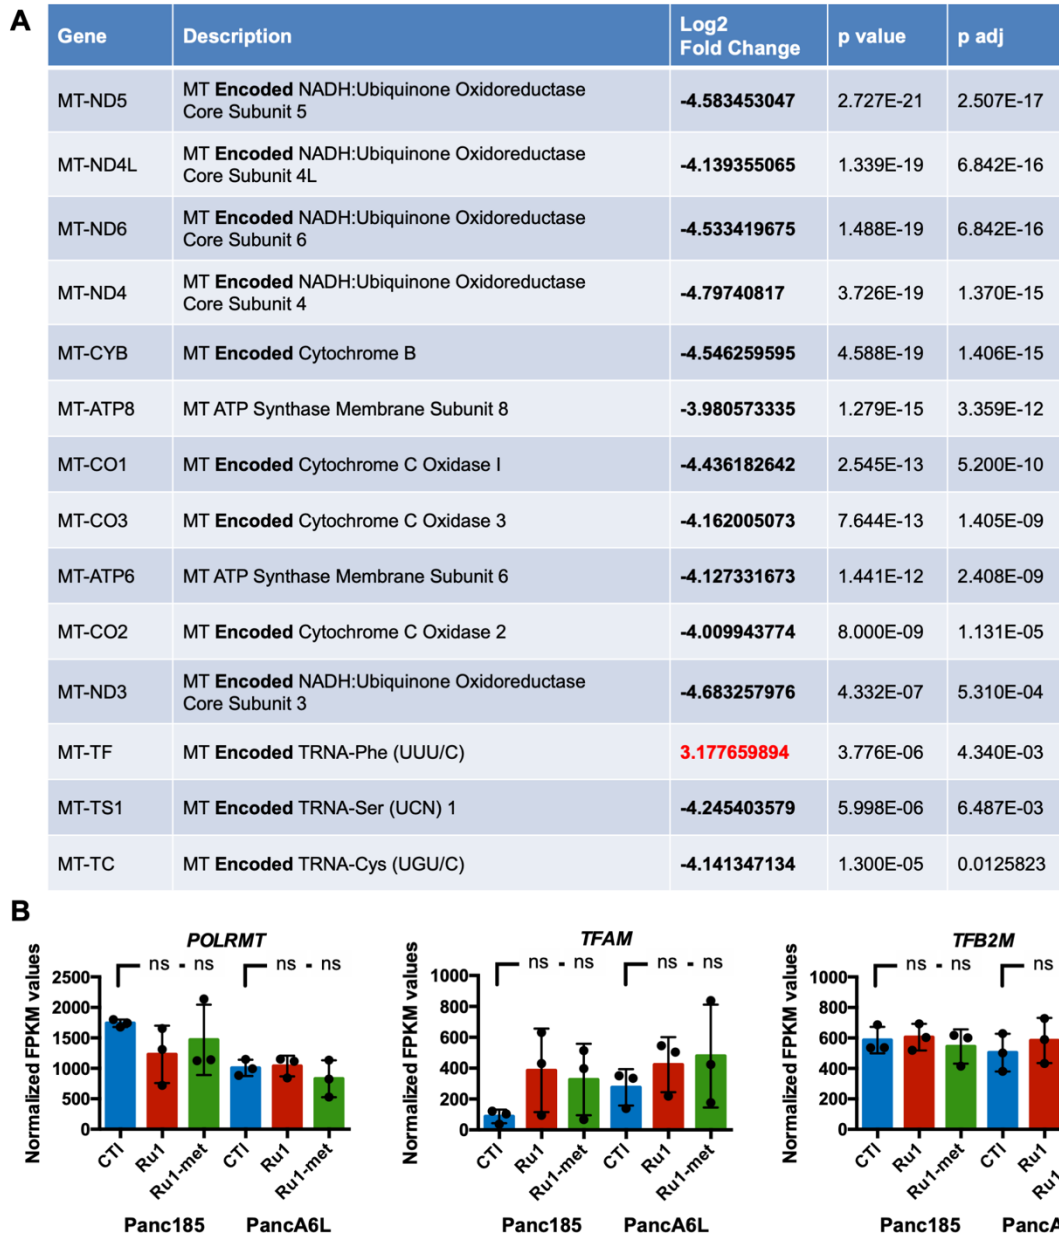 A
Gene Description Log2 Fold Change p value p adj
MT-ND5 MT Encoded NADH:Ubiquinone Oxidoreductase Core Subunit 5 -4.583453047 2.727E-21 2.507E-17
MT-ND4L MT Encoded NADH:Ubiquinone Oxidoreductase Core Subunit 4L -4.139355065 1.339E-19 6.842E-16
MT-ND6 MT Encoded NADH:Ubiquinone Oxidoreductase Core Subunit 6 -4.533419675 1.488E-19 6.842E-16
MT-ND4 MT Encoded NADH:Ubiquinone Oxidoreductase Core Subunit 4 -4.79740817 3.726E-19 1.370E-15
MT-CYB MT Encoded Cytochrome B -4.546259595 4.588E-19 1.406E-15
MT-ATP8 MT ATP Synthase Membrane Subunit 8 -3.980573335 1.279E-15 3.359E-12
MT-CO1 MT Encoded Cytochrome C Oxidase I -4.436182642 2.545E-13 5.200E-10
MT-CO3 MT Encoded Cytochrome C Oxidase 3 -4.162005073 7.644E-13 1.405E-09
MT-ATP6 MT ATP Synthase Membrane Subunit 6 -4.127331673 1.441E-12 2.408E-09
MT-CO2 MT Encoded Cytochrome C Oxidase 2 -4.009943774 8.000E-09 1.131E-05
MT-ND3 MT Encoded NADH:Ubiquinone Oxidoreductase Core Subunit 3 -4.683257976 4.332E-07 5.310E-04
MT-TF MT Encoded TRNA-Phe (UUU/C) 3.177659894 3.776E-06 4.340E-03
MT-TS1 MT Encoded TRNA-Ser (UCN) 1 -4.245403579 5.998E-06 6.487E-03
MT-TC MT Encoded TRNA-Cys (UGU/C) -4.141347134 1.300E-05 0.0125823
B
POLRMT
ns - ns ns - ns
Normalized FPKM values
2500
2000
1500
1000
500
0
CTI Ru1 Ru1-met CTI Ru1 Ru1-met
Panc185 PancA6L
TFAM
ns - ns ns - ns
Normalized FPKM values
1000
800
600
400
200
0
CTI Ru1 Ru1-met CTI Ru1 Ru1-met
Panc185 PancA6L
TFB2M
ns - ns ns
Normalized FPKM values
1000
800
600
400
200
0
CTI Ru1 Ru1-met CTI Ru1 Ru1
Panc185 PancA